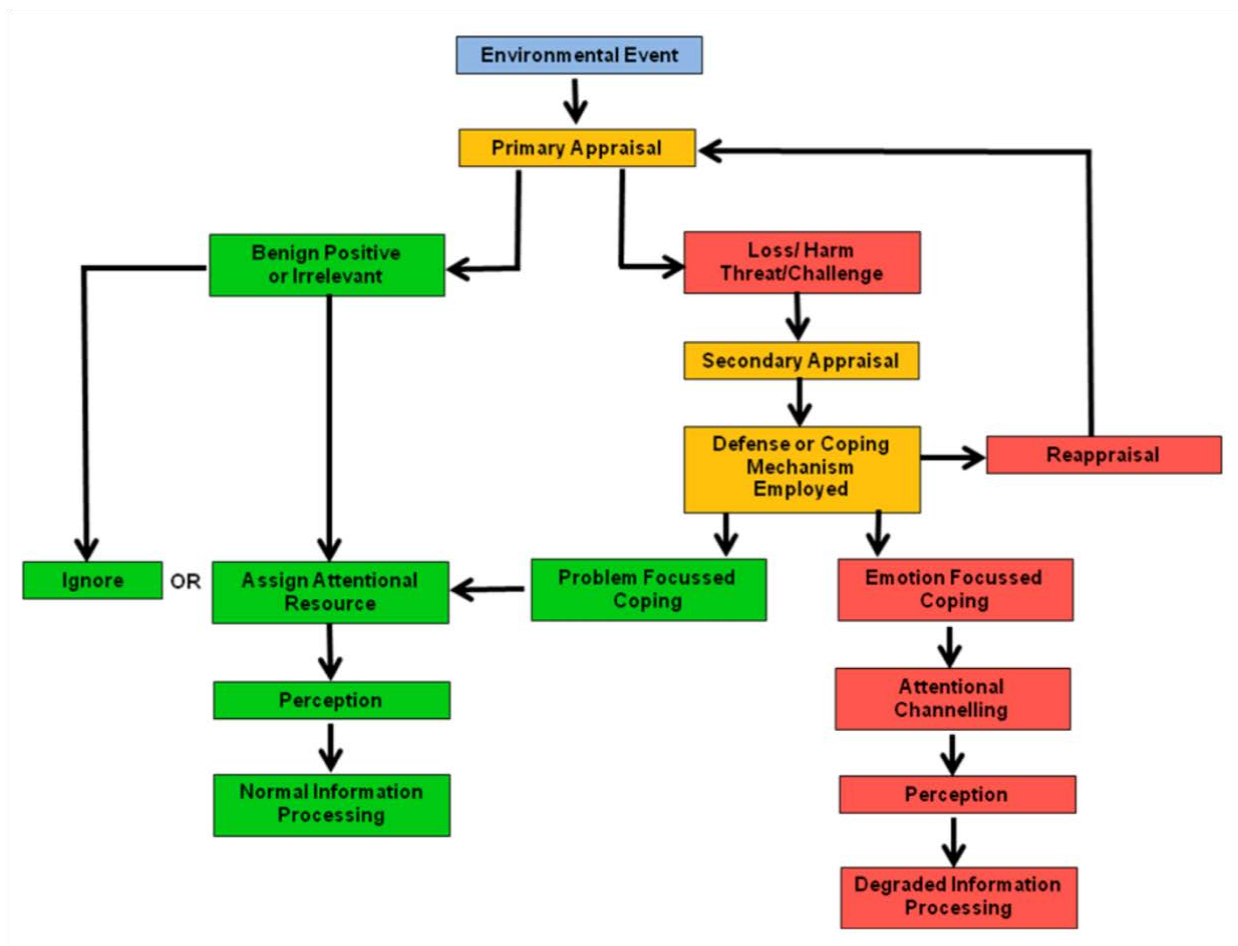 Environmental Event
Primary Appraisal
Benign Positive
or Irrelevant
Loss/ Harm
Threat/Challenge
Secondary Appraisal
Defense or Coping
Mechanism
Employed
Reappraisal
Ignore
OR
Assign Attentional
Resource
Problem Focussed
Coping
Emotion Focussed
Coping
Perception
Attentional
Channelling
Normal Information
Processing
Perception
Degraded Information
Processing